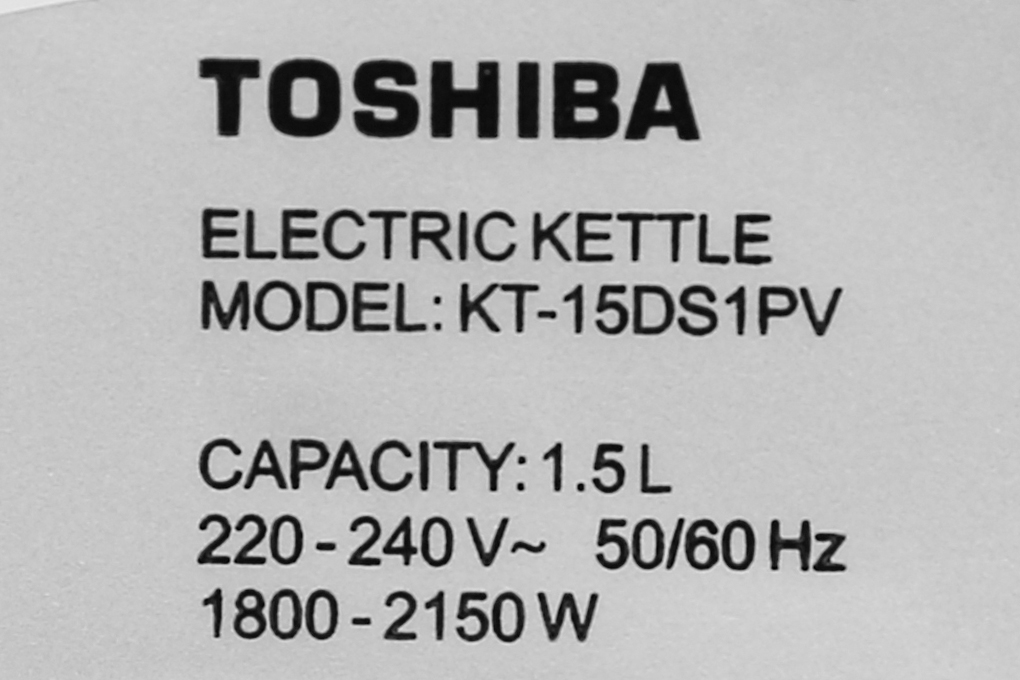 TOSHIBA
ELECTRIC KETTLE
MODEL: KT-15DS1PV
CAPACITY: 1.5 L
220 - 240 V~ 50/60 Hz
1800 - 2150 W